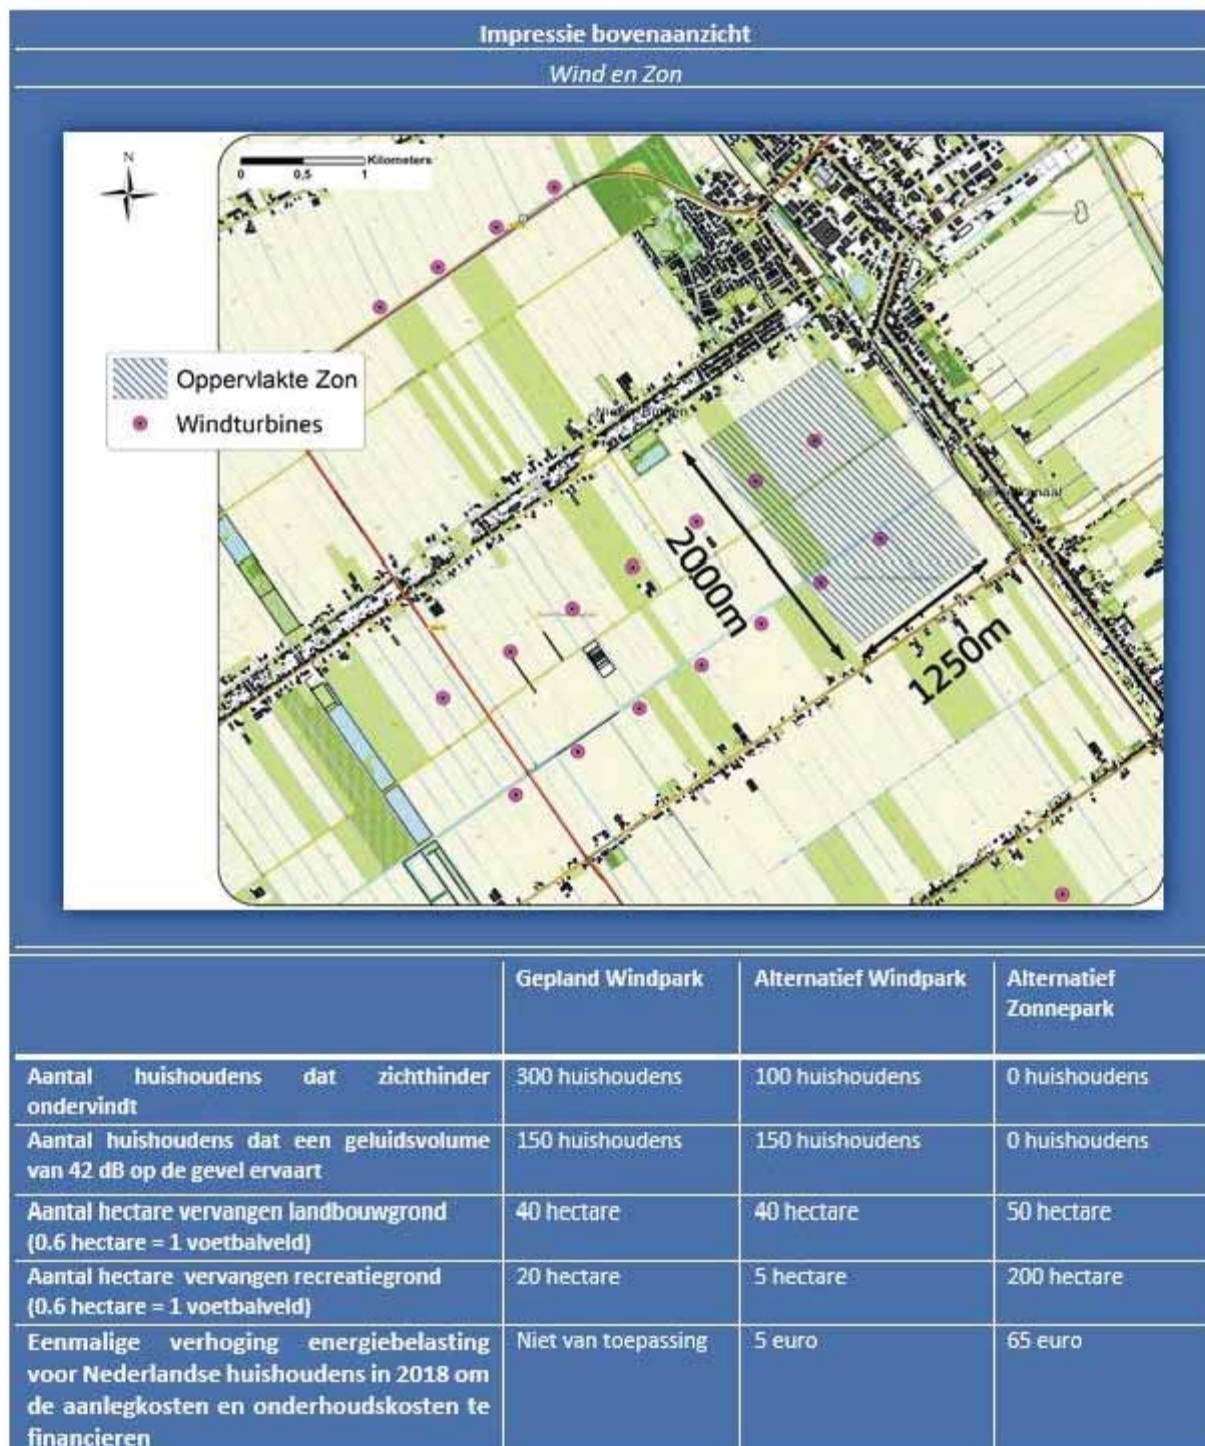 Impressie bovenaanzicht
Wind en Zon
N
Kilometers
0 0,5 1
Oppervlakte Zon
Windturbines
2000m
1250m
Gepland Windpark
Alternatief Windpark
Alternatief
Zonnepark
Aantal huishoudens dat zichthinder
ondervindt
300 huishoudens
100 huishoudens
0 huishoudens
Aantal huishoudens dat een geluidsvolume
van 42 dB op de gevel ervaart
150 huishoudens
150 huishoudens
0 huishoudens
Aantal hectare vervangen landbouwgrond
(0.6 hectare = 1 voetbalveld)
40 hectare
40 hectare
50 hectare
Aantal hectare vervangen recreatiegrond
(0.6 hectare = 1 voetbalveld)
20 hectare
5 hectare
200 hectare
Eenmalige verhoging energiebelasting
voor Nederlandse huishoudens in 2018 om
de aanlegkosten en onderhoudskosten te
financieren
Niet van toepassing
5 euro
65 euro